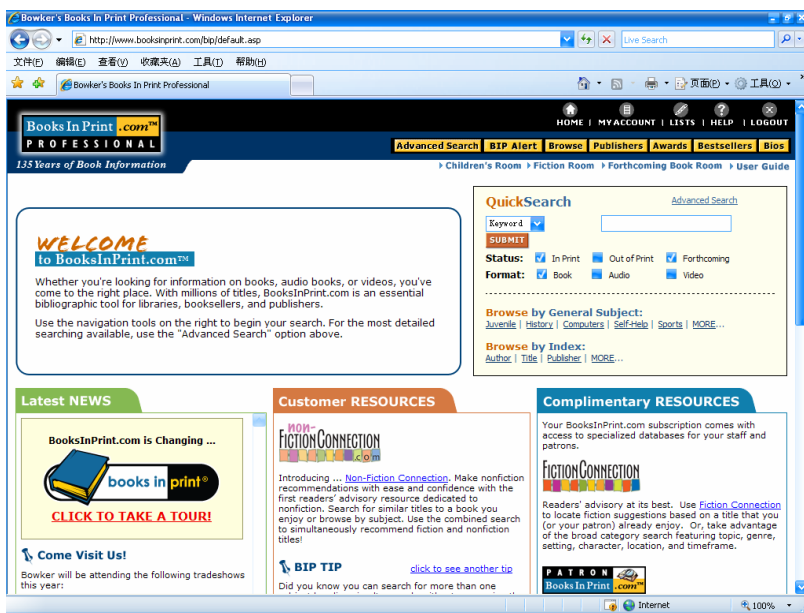 Bowker's Books In Print Professional - Windows Internet Explorer
http://www.booksinprint.com/bip/default.asp
Live Search
文件(F) 编辑(E) 查看(V) 收藏夹(A) 工具(T) 帮助(H)
Bowker's Books In Print Professional
页面(P) 工具(O)
Books In Print .com™
PROFESSIONAL
135 Years of Book Information
HOME | MY ACCOUNT | LISTS | HELP | LOGOUT
Advanced Search BIP Alert Browse Publishers Awards Bestsellers Bios
Children's Room Fiction Room Forthcoming Book Room User Guide
WELCOME
to BooksInPrint.com™
Whether you're looking for information on books, audio books, or videos, you've
come to the right place. With millions of titles, BooksInPrint.com is an essential
bibliographic tool for libraries, booksellers, and publishers.
Use the navigation tools on the right to begin your search. For the most detailed
searching available, use the "Advanced Search" option above.
QuickSearch Advanced Search
Keyword
SUBMIT
Status: In Print Out of Print Forthcoming
Format: Book Audio Video
Browse by General Subject:
Juvenile | History | Computers | Self-Help | Sports | MORE...
Browse by Index:
Author | Title | Publisher | MORE...
Latest NEWS
BooksInPrint.com is Changing ...
books in print®
CLICK TO TAKE A TOUR!
Come Visit Us!
Bowker will be attending the following tradeshows
this year:
Customer RESOURCES
non-
FICTION CONNECTION
.com
Introducing ... Non-Fiction Connection. Make nonfiction
recommendations with ease and confidence with the
first readers' advisory resource dedicated to
nonfiction. Search for similar titles to a book you
enjoy or browse by subject. Use the combined search
to simultaneously recommend fiction and nonfiction
titles!
BIP TIP click to see another tip
Did you know you can search for more than one
Complimentary RESOURCES
Your BooksInPrint.com subscription comes with
access to specialized databases for your staff and
patrons.
FICTION CONNECTION
Readers' advisory at its best. Use Fiction Connection
to locate fiction suggestions based on a title that you
(or your patron) already enjoy. Or, take advantage
of the broad category search featuring topic, genre,
setting, character, location, and timeframe.
PATRON
Books In Print .com™
Internet 100%